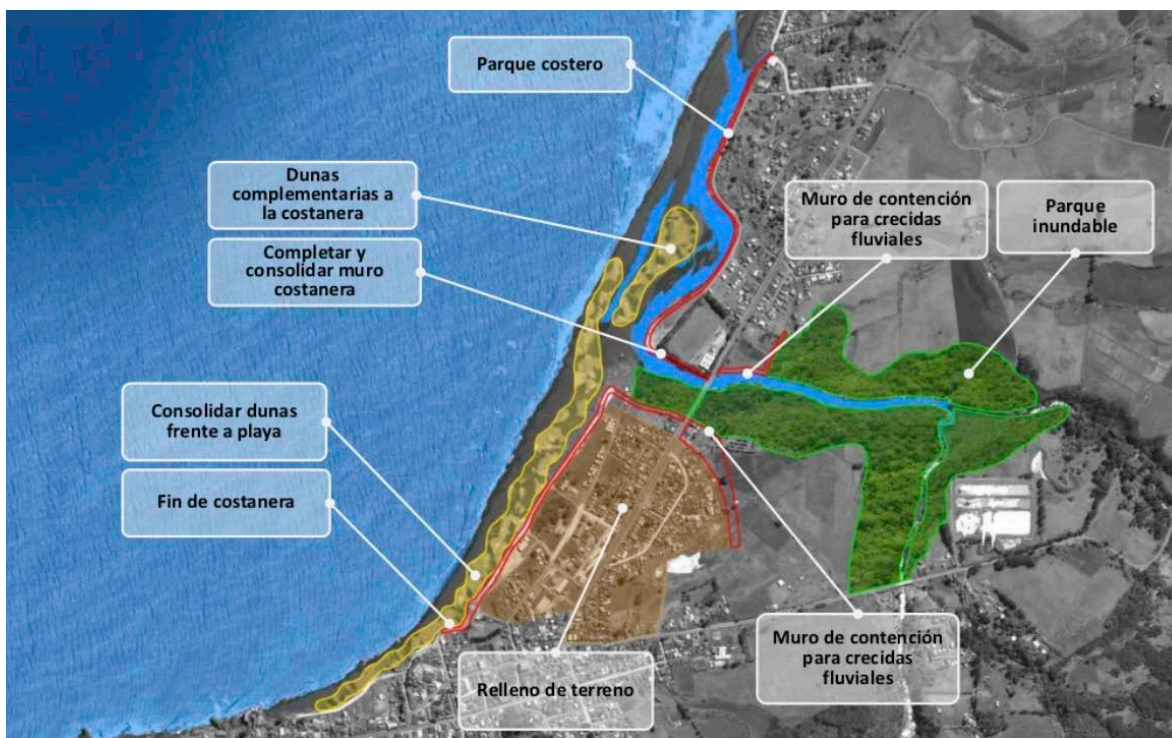 Parque costero
Dunas
complementarias a
la costanera
Completar y
consolidar muro
costanera
Muro de contención
para crecidas
fluviales
Parque
inundable
Consolidar dunas
frente a playa
Fin de costanera
Relleno de terreno
Muro de contención
para crecidas
fluviales